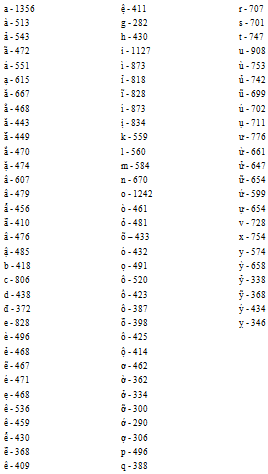 a - 1356
à - 513
á - 543
ã - 472
ả - 551
ạ - 615
ă - 667
ằ - 468
ắ - 443
ẵ - 449
ẳ - 470
ặ - 474
â - 607
ầ - 479
ấ - 456
ẫ - 410
ẩ - 476
ậ - 485
b - 418
c - 806
d - 438
đ - 372
e - 828
è - 496
é - 468
ẽ - 467
ẻ - 471
ẹ - 468
ê - 536
ề - 459
ế - 430
ễ - 368
ể - 409
ệ - 411
g - 282
h - 430
i - 1127
ì - 873
í - 818
ĩ - 828
ỉ - 873
ị - 834
k - 559
l - 560
m - 584
n - 670
o - 1242
ò - 461
ó - 481
õ – 433
ỏ - 432
ọ - 491
ô - 520
ồ - 423
ố - 387
ỗ - 398
ổ - 425
ộ - 414
ơ - 462
ờ - 362
ớ - 334
ỡ - 300
ở - 290
ợ - 306
p - 496
q - 388
r - 707
s - 701
t - 747
u - 908
ù - 753
ú - 742
ũ - 699
ủ - 702
ụ - 711
ư - 776
ừ - 661
ứ - 647
ữ - 654
ử - 599
ự - 654
v - 728
x - 754
y - 574
ỳ - 658
ý - 338
ỹ - 368
ỷ - 434
ỵ - 346